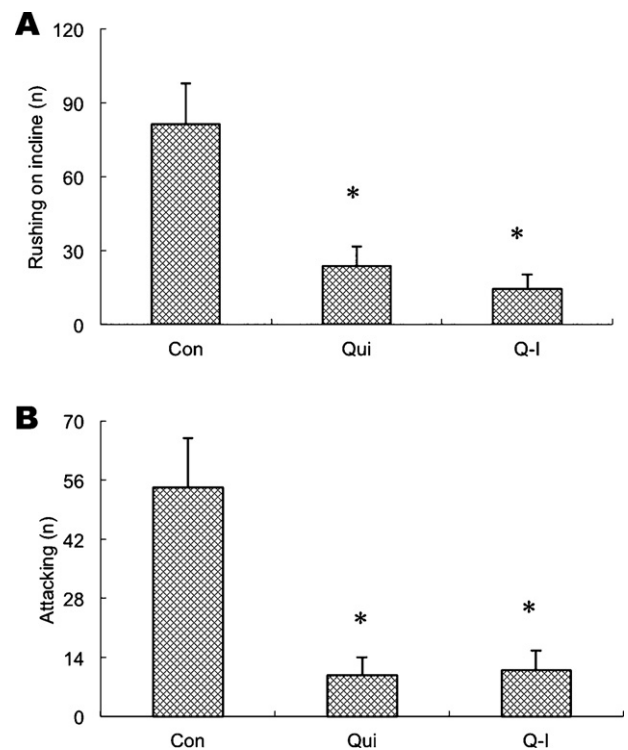 A
Rushing on incline (n)
120
90
60
30
0
*
*
Con Qui Q-I
B
Attacking (n)
70
56
42
28
14
0
*
*
Con Qui Q-I